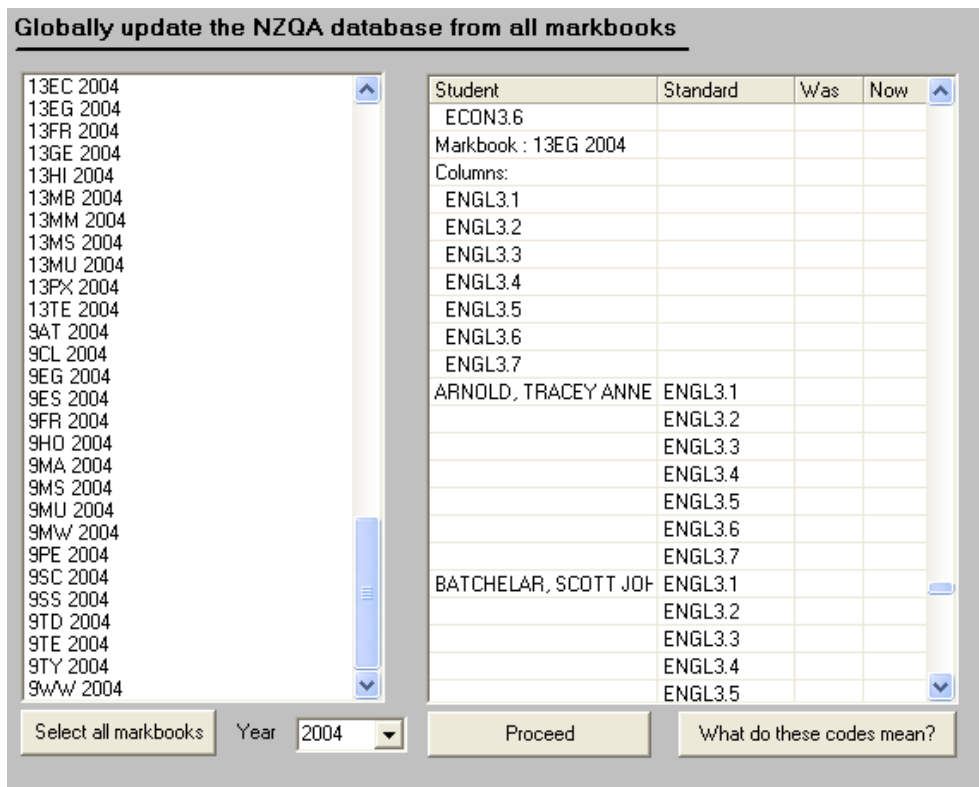 Globally update the NZQA database from all markbooks
13EC 2004
13EG 2004
13FR 2004
13GE 2004
13HI 2004
13MB 2004
13MM 2004
13MS 2004
13MU 2004
13PX 2004
13TE 2004
9AT 2004
9CL 2004
9EG 2004
9ES 2004
9FR 2004
9HO 2004
9MA 2004
9MS 2004
9MU 2004
9MW 2004
9PE 2004
9SC 2004
9SS 2004
9TD 2004
9TE 2004
9TY 2004
9WW 2004
Student Standard Was Now
ECON3.6
Markbook : 13EG 2004
Columns:
ENGL3.1
ENGL3.2
ENGL3.3
ENGL3.4
ENGL3.5
ENGL3.6
ENGL3.7
ARNOLD, TRACEY ANNE ENGL3.1
ENGL3.2
ENGL3.3
ENGL3.4
ENGL3.5
ENGL3.6
ENGL3.7
BATCHELAR, SCOTT JOH ENGL3.1
ENGL3.2
ENGL3.3
ENGL3.4
ENGL3.5
Select all markbooks Year 2004 Proceed What do these codes mean?